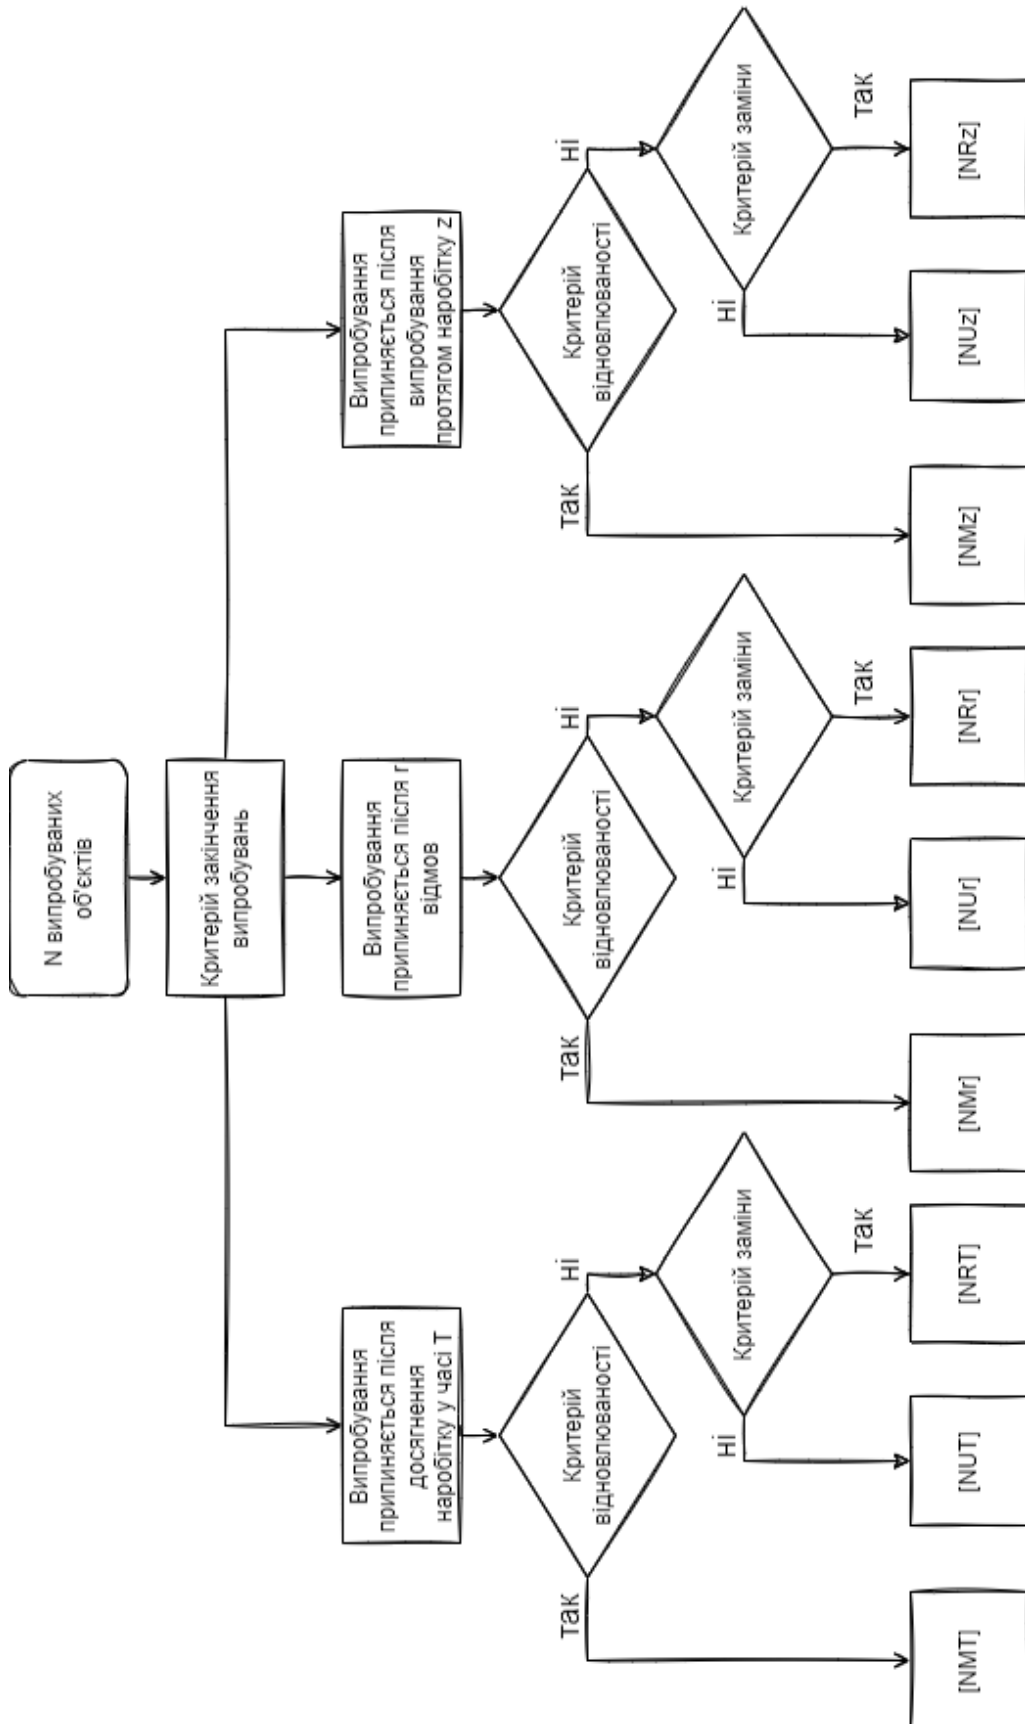 N випробуваних
об'єктів
Критерій закінчення
випробувань
Випробування
припиняється після
досягнення
наробітку у часі T
Випробування
припиняється після r
відмов
Випробування
припиняється після
випробування
протягом наробітку z
Критерій
відновлюваності
Критерій
відновлюваності
Критерій
відновлюваності
так
ні
так
ні
так
ні
Критерій заміни
Критерій заміни
Критерій заміни
ні
так
ні
так
ні
так
[NMT]
[NUT]
[NRT]
[NMr]
[NUr]
[NRr]
[NMz]
[NUz]
[NRz]